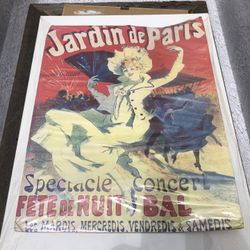 Jardin de Paris
Spectacle Concert
FÊTE DE NUIT BAL
Les MARDIS, MERCREDIS, VENDREDIS & SAMEDIS